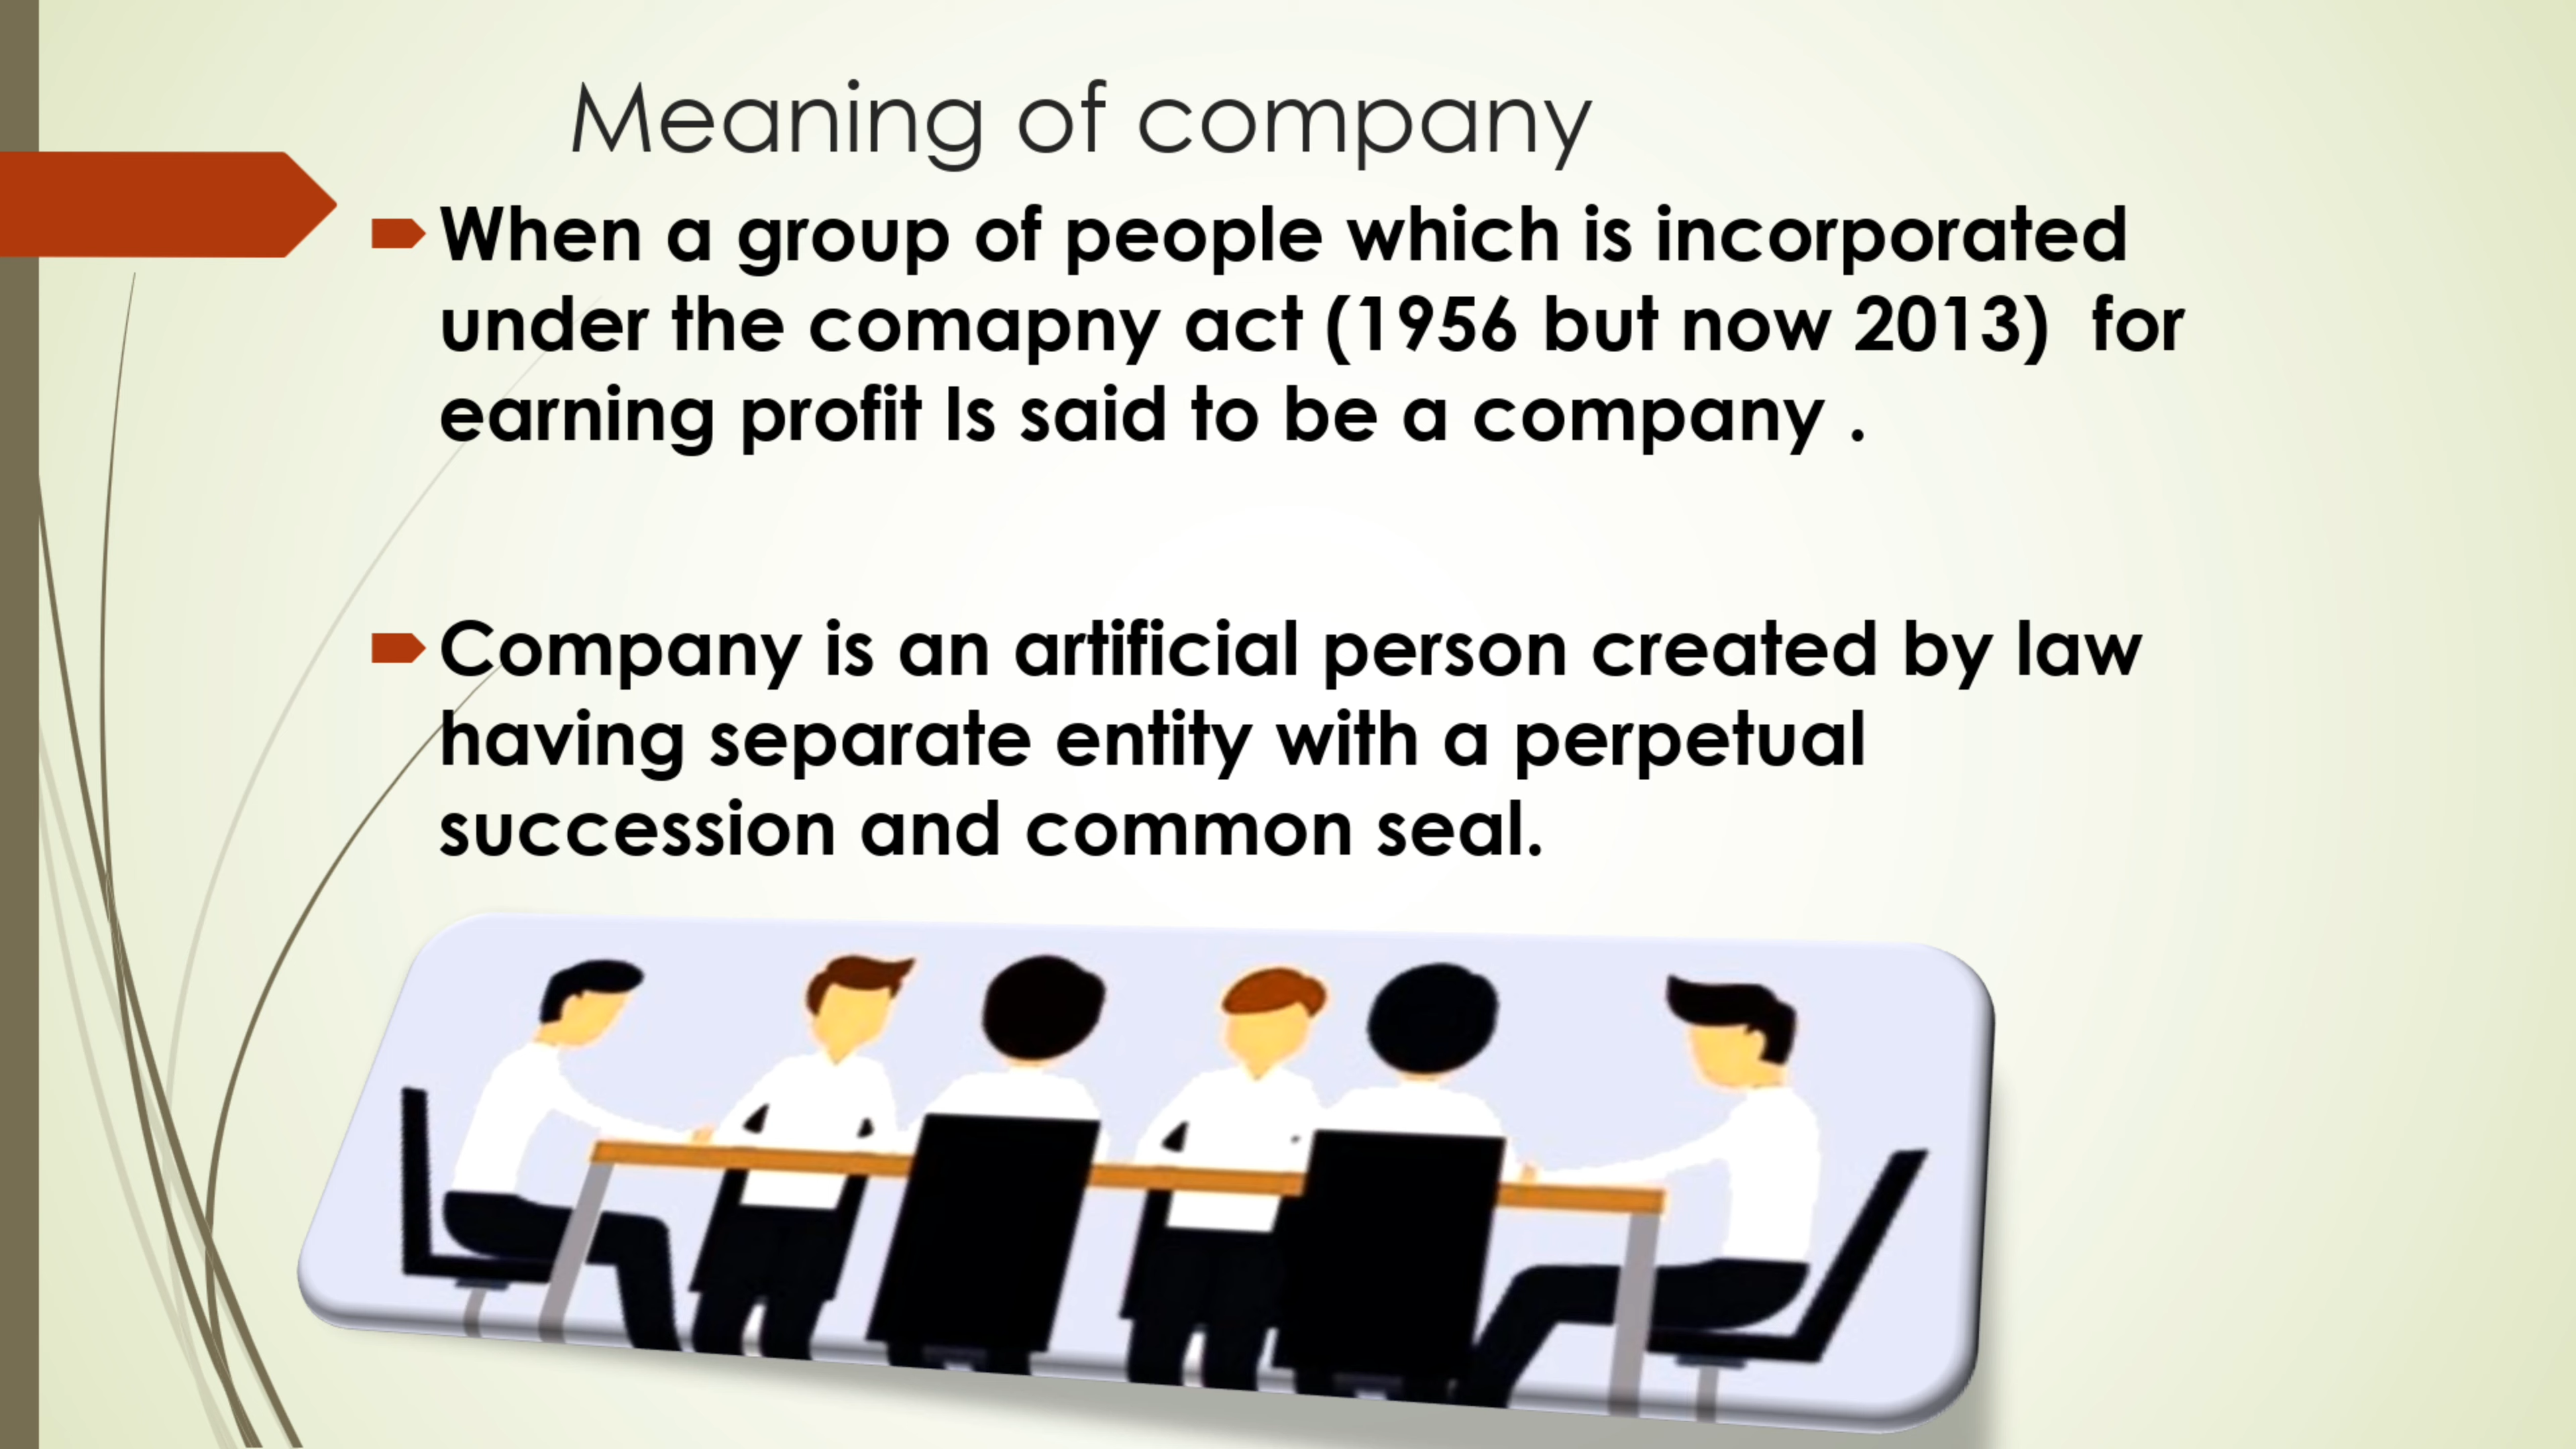 Meaning of company
When a group of people which is incorporated
under the comapny act (1956 but now 2013)  for
earning profit Is said to be a company .
Company is an artificial person created by law
having separate entity with a perpetual
succession and common seal.